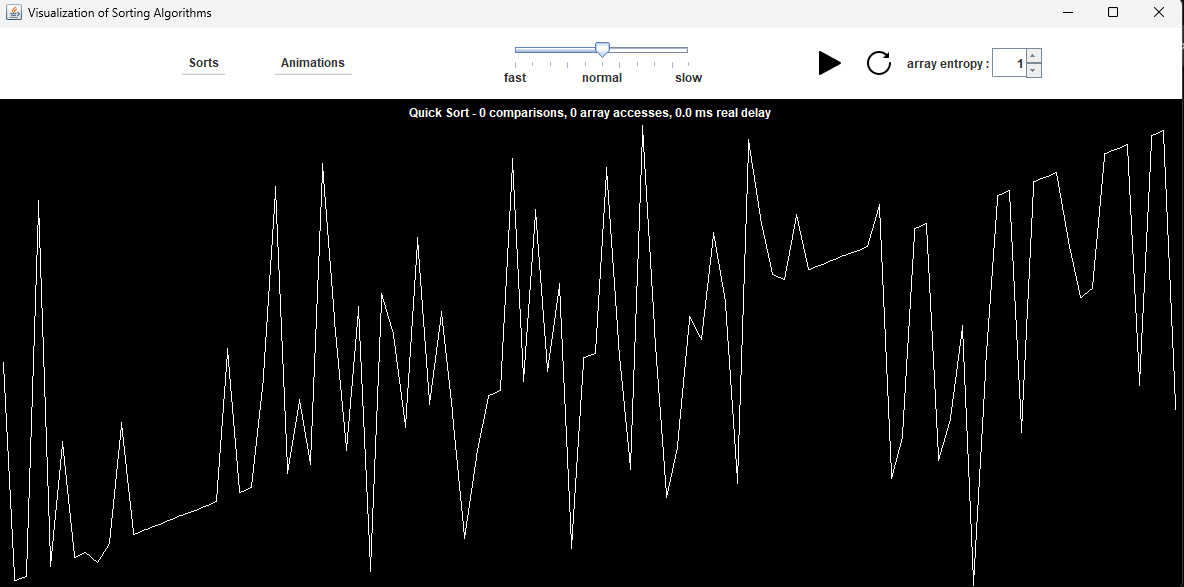 Visualization of Sorting Algorithms
Sorts Animations fast normal slow array entropy : 1
Quick Sort - 0 comparisons, 0 array accesses, 0.0 ms real delay